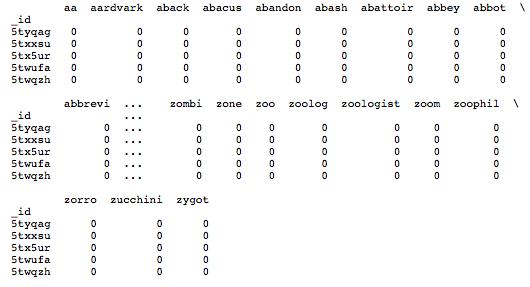 aa aardvark aback abacus abandon abash abattoir abbey abbot \
_id
5tyqag 0 0 0 0 0 0 0 0 0
5txxsu 0 0 0 0 0 0 0 0 0
5tx5ur 0 0 0 0 0 0 0 0 0
5twufa 0 0 0 0 0 0 0 0 0
5twqzh 0 0 0 0 0 0 0 0 0
abbrevi ... zombi zone zoo zoolog zoologist zoom zoophil \
_id ...
5tyqag 0 ... 0 0 0 0 0 0 0
5txxsu 0 ... 0 0 0 0 0 0 0
5tx5ur 0 ... 0 0 0 0 0 0 0
5twufa 0 ... 0 0 0 0 0 0 0
5twqzh 0 ... 0 0 0 0 0 0 0
zorro zucchini zygot
_id
5tyqag 0 0 0
5txxsu 0 0 0
5tx5ur 0 0 0
5twufa 0 0 0
5twqzh 0 0 0